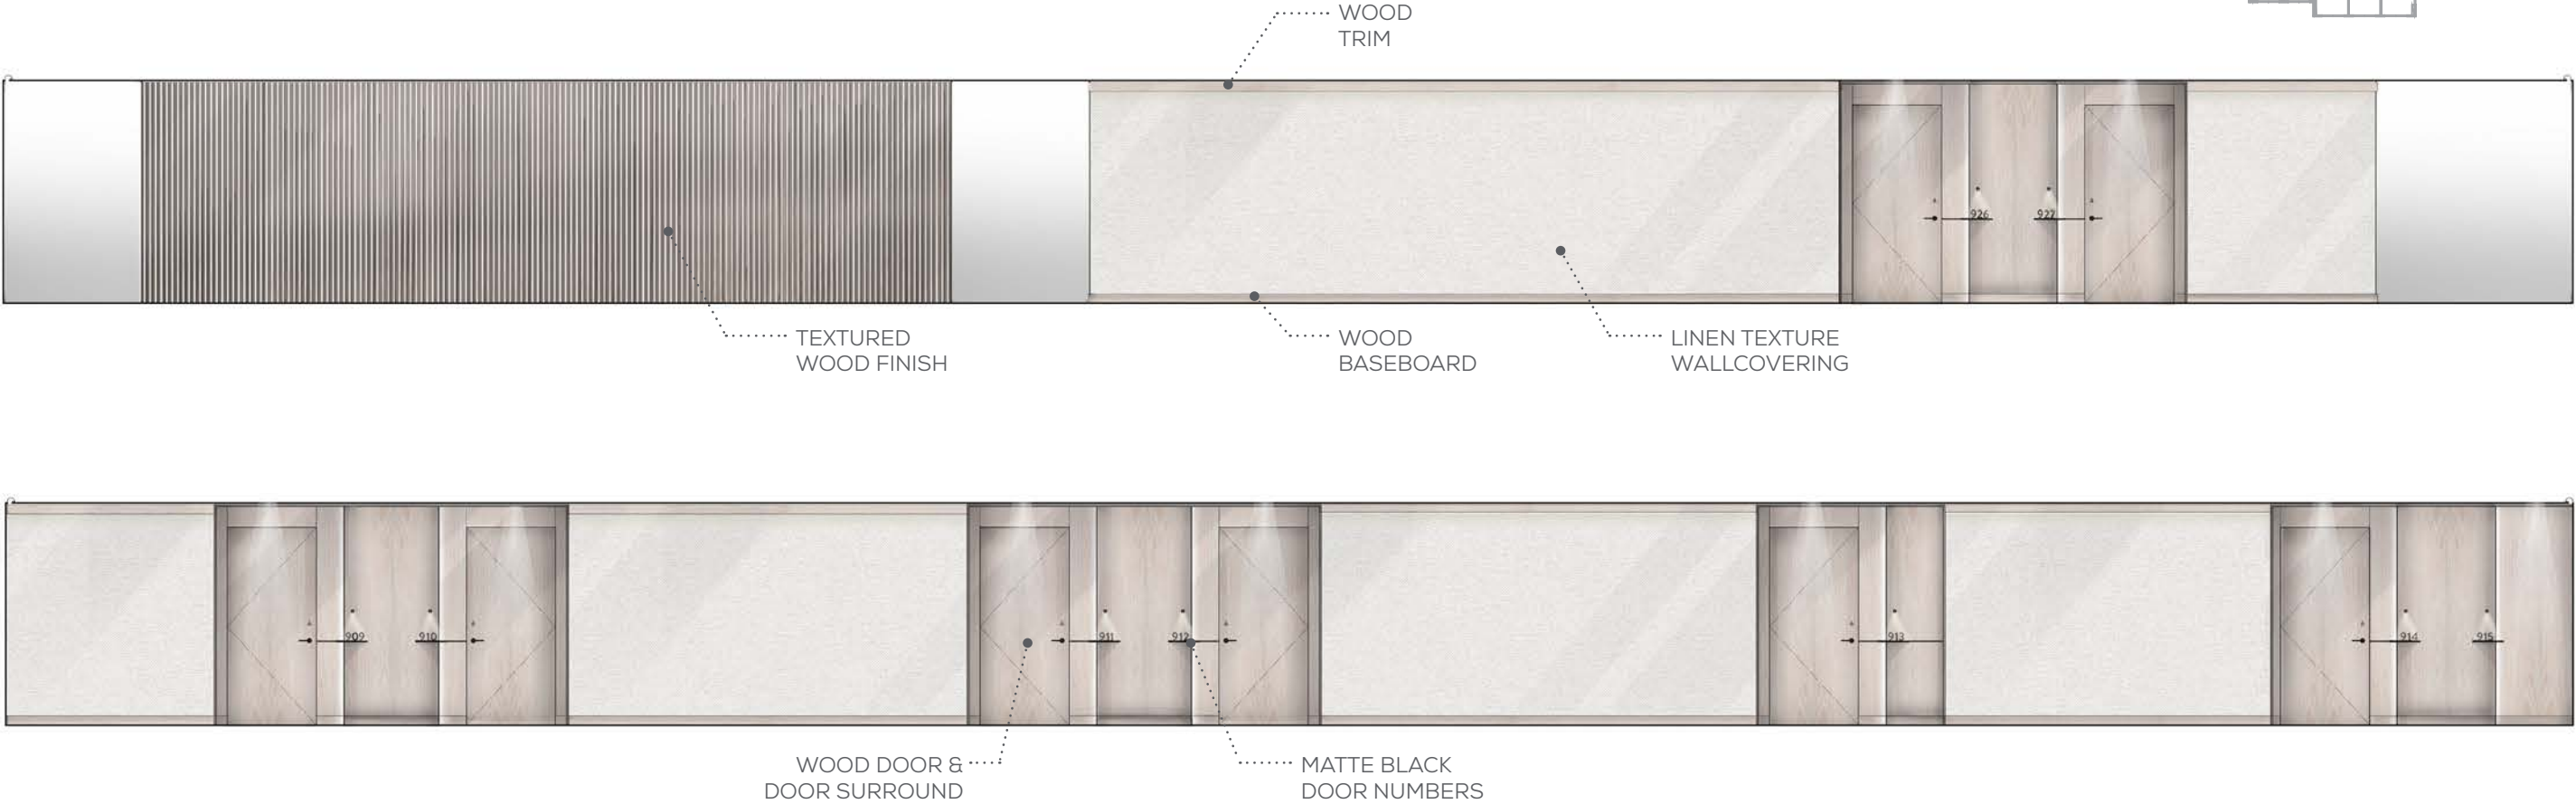 WOOD
TRIM
926
927
TEXTURED
WOOD FINISH
WOOD
BASEBOARD
LINEN TEXTURE
WALLCOVERING
909
910
911
912
913
914
915
WOOD DOOR &
DOOR SURROUND
MATTE BLACK
DOOR NUMBERS